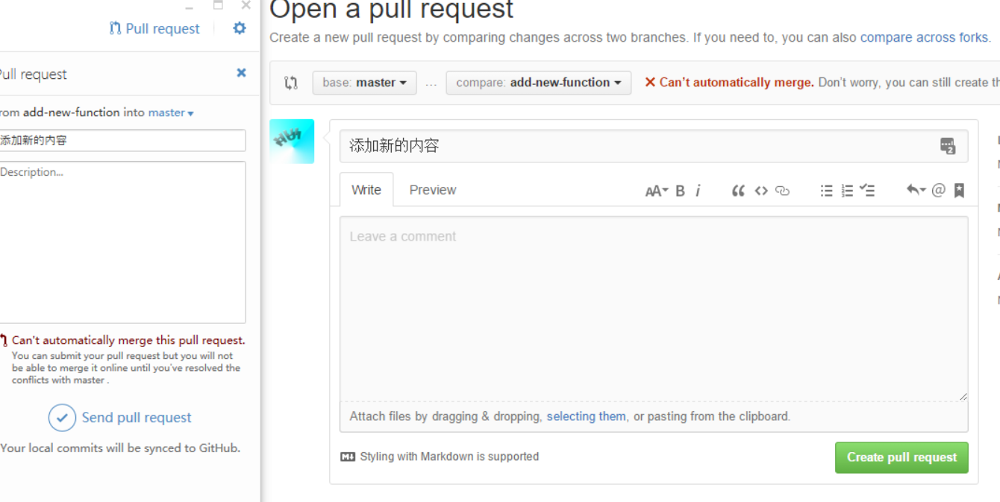 Pull request
Pull request
from add-new-function into master
添加新的内容
Description...
Can't automatically merge this pull request.
You can submit your pull request but you will not
be able to merge it online until you've resolved the
conflicts with master .
Send pull request
Your local commits will be synced to GitHub.
Open a pull request
Create a new pull request by comparing changes across two branches. If you need to, you can also compare across forks.
base: master ... compare: add-new-function Can't automatically merge. Don't worry, you can still create th
添加新的内容
Write Preview AA B i @
Leave a comment
Attach files by dragging & dropping, selecting them, or pasting from the clipboard.
Styling with Markdown is supported
Create pull request